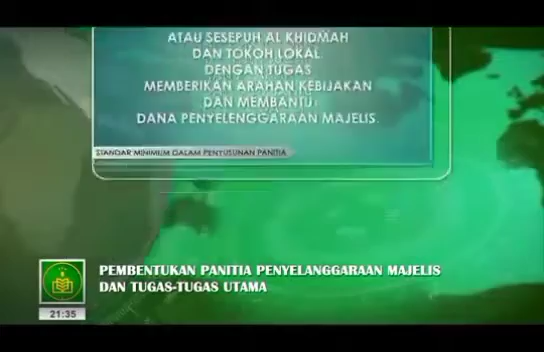 ATAU SESEPUH AL KHIDMAH
DAN TOKOH LOKAL
DENGAN TUGAS
MEMBERIKAN ARAHAN KEBIJAKAN
DAN MEMBANTU
DANA PENYELENGGARAAN MAJELIS.
STANDAR MINIMUM DALAM PENYUSUNAN PANITIA
PEMBENTUKAN PANITIA PENYELANGGARAAN MAJELIS
DAN TUGAS-TUGAS UTAMA
21:35